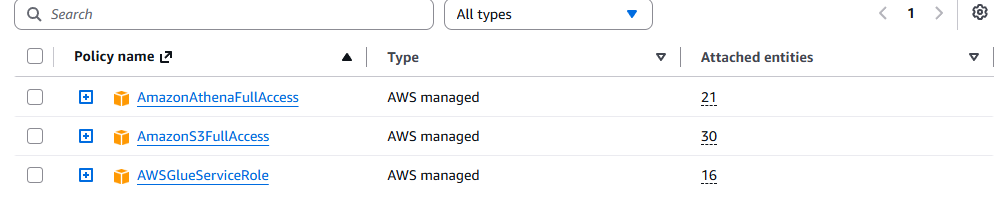 Search All types 1
Policy name Type Attached entities
AmazonAthenaFullAccess AWS managed 21
AmazonS3FullAccess AWS managed 30
AWSGlueServiceRole AWS managed 16